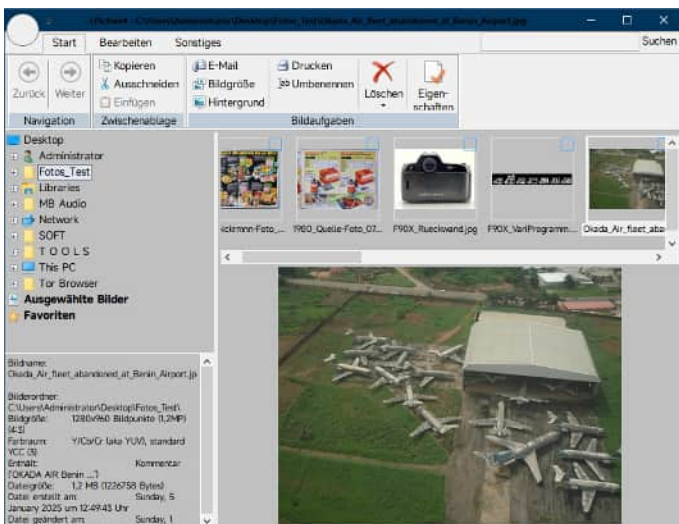 Start Bearbeiten Sonstiges
Suchen
Zurück Weiter
Kopieren
Ausschneiden
Einfügen
E-Mail
Bildgröße
Hintergrund
Drucken
Umbenennen
Löschen
Eigen-
schaften
Navigation Zwischenablage Bildaufgaben
Desktop
Administrator
Fotos_Test
Libraries
MB Audio
Network
SOFT
T O O L S
This PC
Tor Browser
Ausgewählte Bilder
Favoriten
1980_Quelle-Foto_07...
F90X_Rueckwand.jpg
F90X_VariProgramm...
Okada_Air_fleet_aba
Bildname:
Okada_Air_fleet_abandoned_at_Benin_Airport.jp
Bilderordner:
C:\Users\Administrator\Desktop\Fotos_Test\
Bildgröße: 1280x960 Bildpunkte (1,2MP)
(4:3)
Farbraum: Y/Cb/Cr (aka YUV), standard
YCC (3)
Enthält: Kommentar
('OKADA AIR Benin ...')
Dateigröße: 1,2 MB (1226758 Bytes)
Datei erstellt am: Sunday, 5
January 2025 um 12:49:43 Uhr
Datei geändert am: Sunday, 1